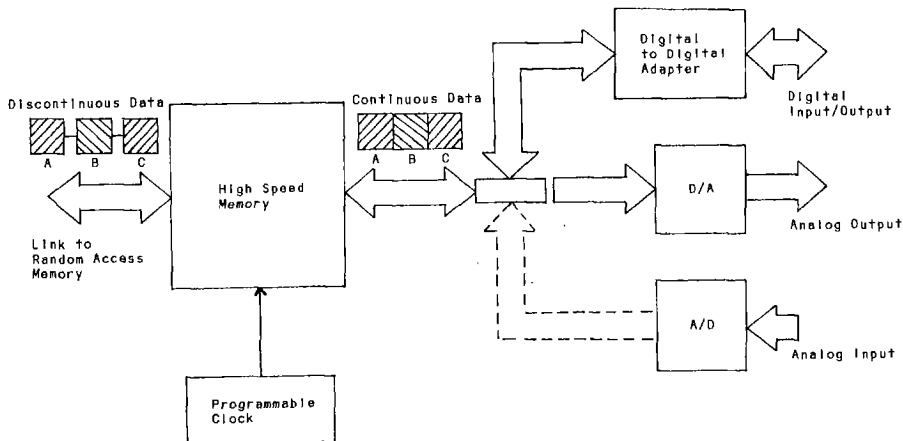 Discontinuous Data
A B C
Link to
Random Access
Memory
High Speed
Memory
Programmable
Clock
Continuous Data
A B C
Digital
to Digital
Adapter
Digital
Input/Output
D/A
Analog Output
A/D
Analog Input